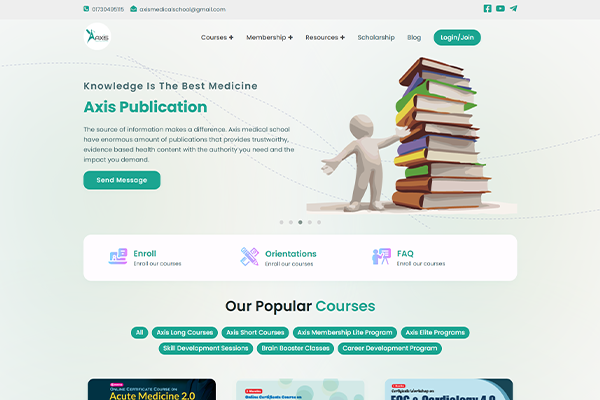 01730495115 axismedicalschool@gmail.com
AXIS
Courses + Membership + Resources + Scholarship Blog Login/Join
Knowledge Is The Best Medicine
Axis Publication
The source of information makes a difference. Axis medical school
have enormous amount of publications that provides trustworthy,
evidence based health content with the authority you need and the
impact you demand.
Send Message
Enroll
Enroll our courses
Orientations
Enroll our courses
FAQ
Enroll our courses
Our Popular Courses
All Axis Long Courses Axis Short Courses Axis Membership Lite Program Axis Elite Programs
Skill Development Sessions Brain Booster Classes Career Development Program
Online Certificate Course on
Acute Medicine 2.0
Online Certificate Course on
Certificate Workshop on
ECG & Cardiology 4.0